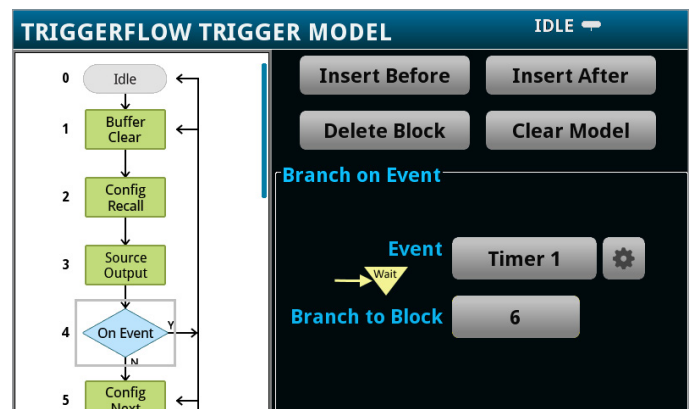 TRIGGERFLOW TRIGGER MODEL
IDLE
0
Idle
1
Buffer
Clear
2
Config
Recall
3
Source
Output
4
On Event
Y
N
5
Config
Next
Insert Before
Insert After
Delete Block
Clear Model
Branch on Event
Event
Timer 1
Wait
Branch to Block
6